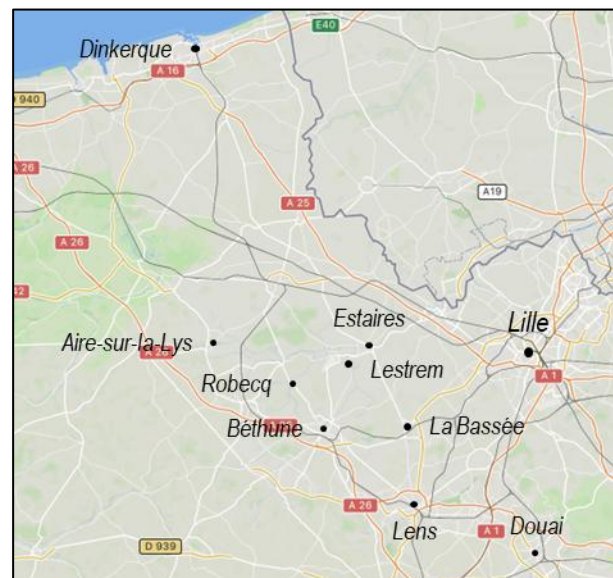 E40
Dinkerque
A 16
D 940
A 26
A19
A 25
A 26
42
Estaires
Lille
Aire-sur-la-Lys
A 26
Lestrem
A 1
Robecq
Béthune
La Bassée
A 26
Lens
A 1
Douai
D 939